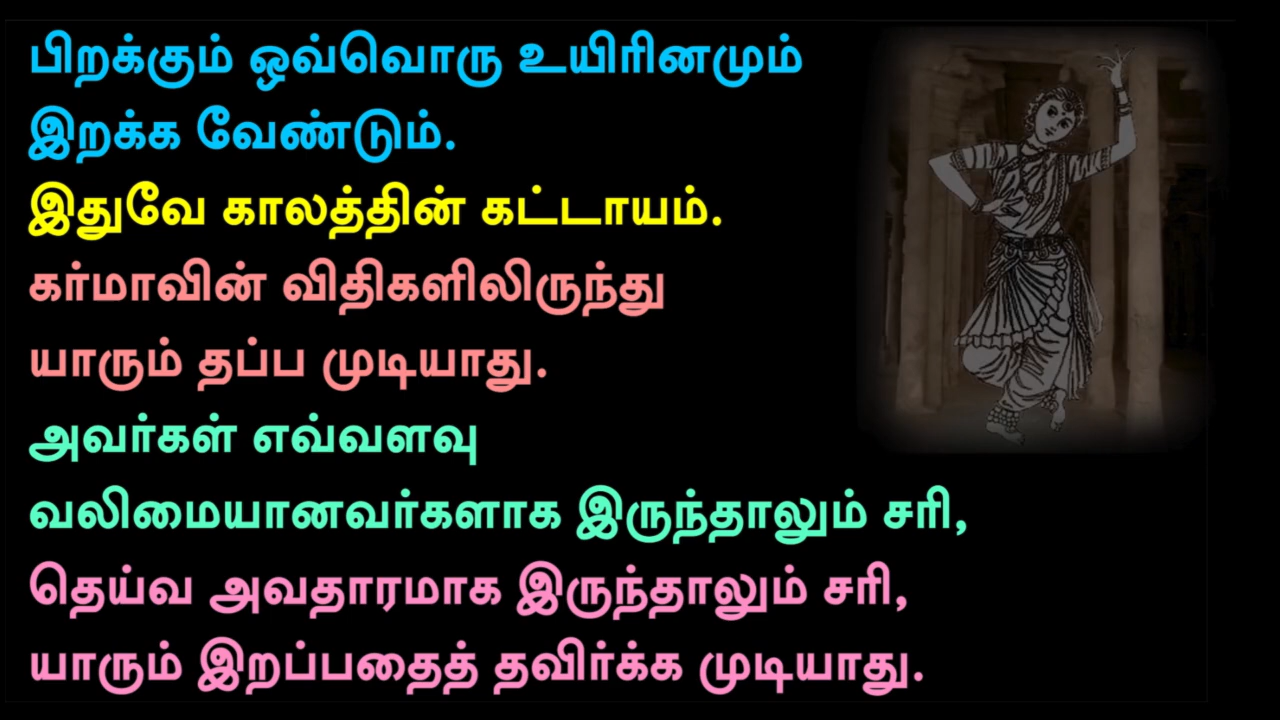 பிறக்கும் ஒவ்வொரு உயிரினமும்
இறக்க வேண்டும்.
இதுவே காலத்தின் கட்டாயம்.
கர்மாவின் விதிகளிலிருந்து
யாரும் தப்ப முடியாது.
அவர்கள் எவ்வளவு
வலிமையானவர்களாக இருந்தாலும் சரி,
தெய்வ அவதாரமாக இருந்தாலும் சரி,
யாரும் இறப்பதைத் தவிர்க்க முடியாது.